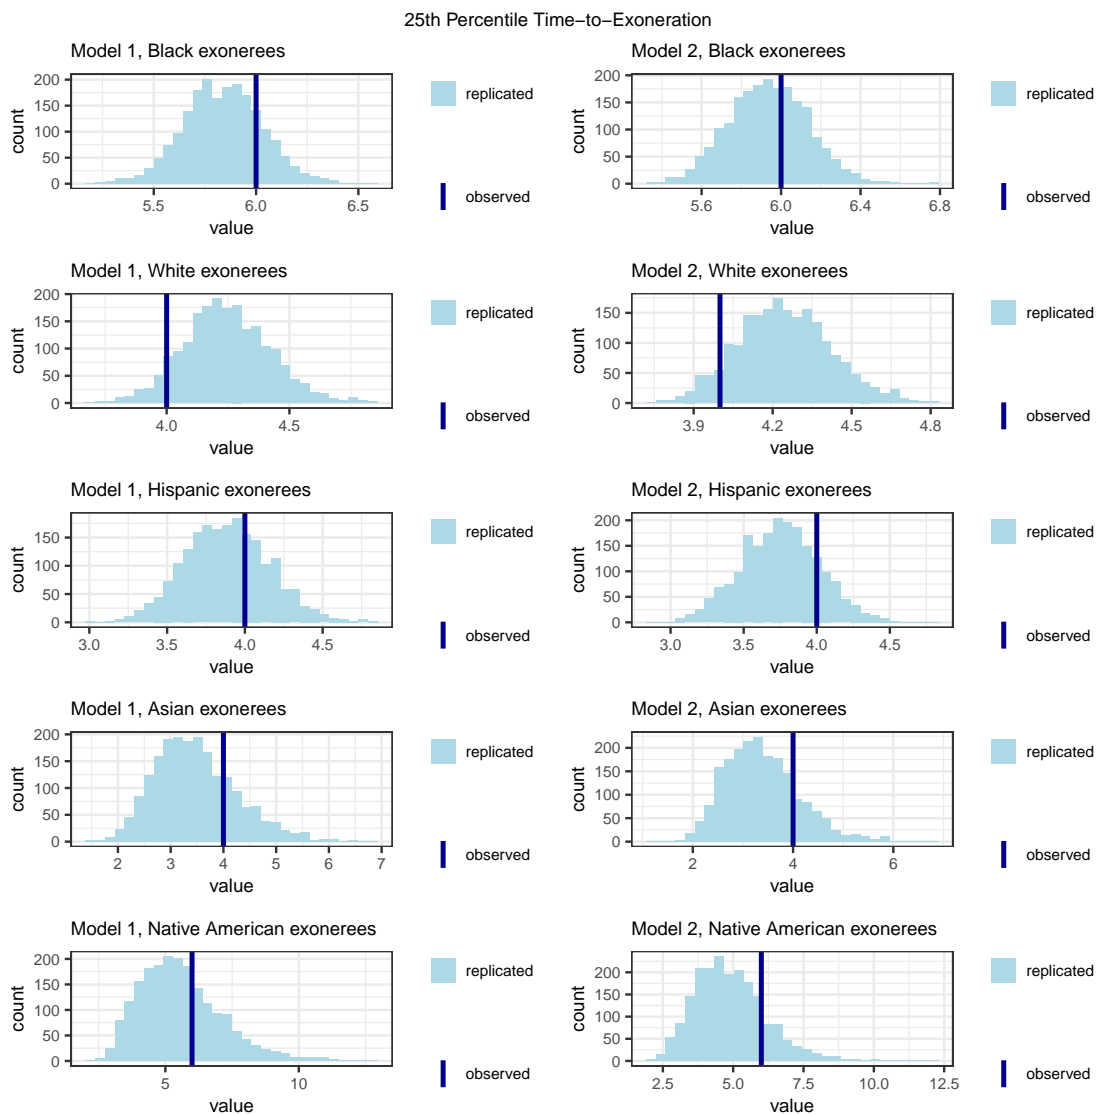 25th Percentile Time−to−Exoneration
Model 1, Black exonerees
200
150
100
50
0
count
5.5 6.0 6.5
value
replicated
observed
Model 2, Black exonerees
200
150
100
50
0
count
5.6 6.0 6.4 6.8
value
replicated
observed
Model 1, White exonerees
200
150
100
50
0
count
4.0 4.5
value
replicated
observed
Model 2, White exonerees
150
100
50
0
count
3.9 4.2 4.5 4.8
value
replicated
observed
Model 1, Hispanic exonerees
150
100
50
0
count
3.0 3.5 4.0 4.5
value
replicated
observed
Model 2, Hispanic exonerees
200
150
100
50
0
count
3.0 3.5 4.0 4.5
value
replicated
observed
Model 1, Asian exonerees
200
150
100
50
0
count
2 3 4 5 6 7
value
replicated
observed
Model 2, Asian exonerees
200
150
100
50
0
count
2 4 6
value
replicated
observed
Model 1, Native American exonerees
200
150
100
50
0
count
5 10
value
replicated
observed
Model 2, Native American exonerees
200
150
100
50
0
count
2.5 5.0 7.5 10.0 12.5
value
replicated
observed